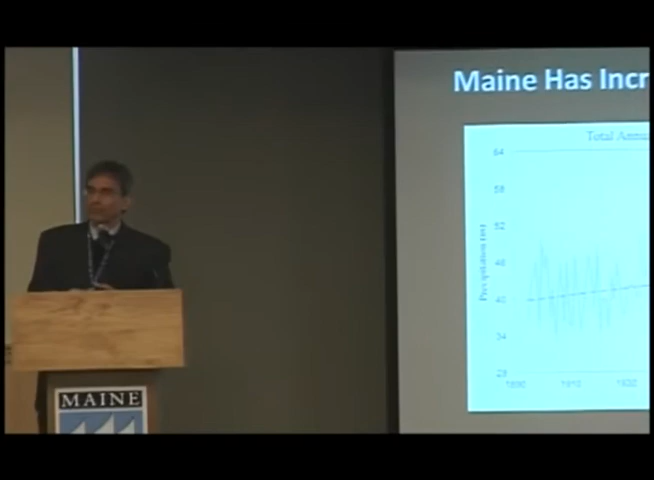 Maine Has Incr
Total Annu
64
58
52
46
40
34
28
Precipitation (in)
1890
1910
1930
MAINE